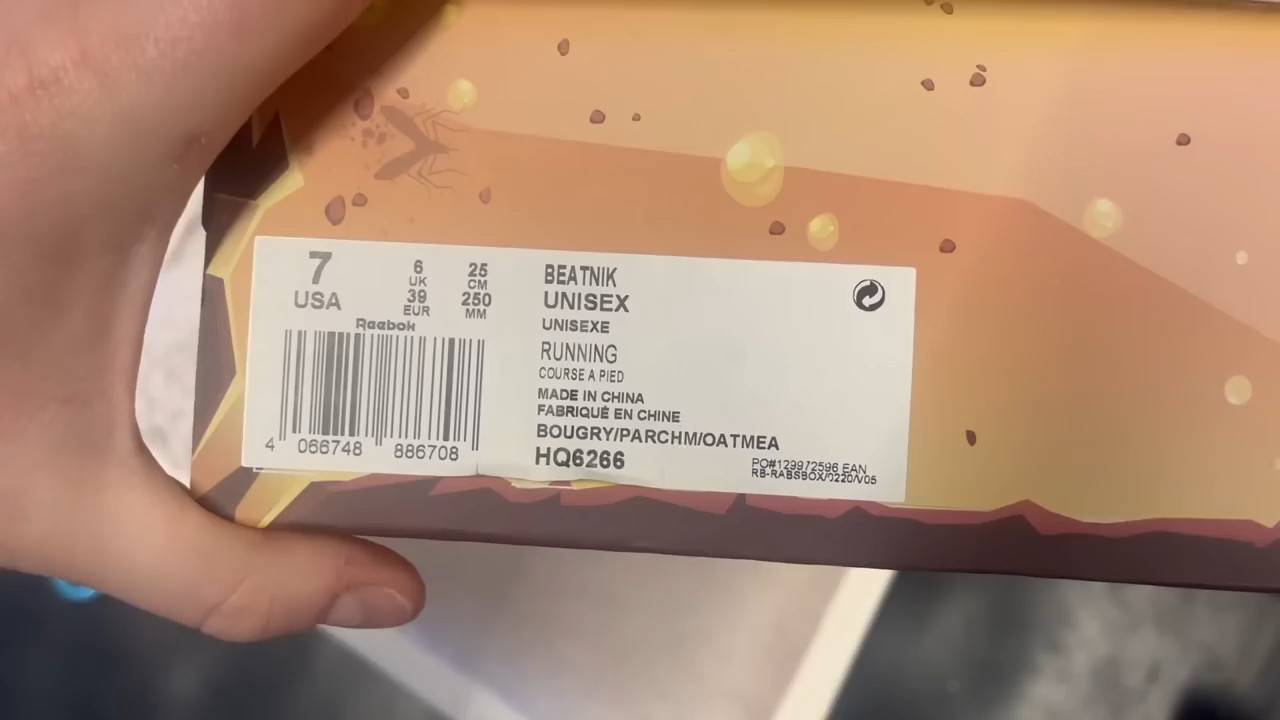 7
USA
6
UK
39
EUR
25
CM
250
MM
Reebok
4 066748 886708
BEATNIK
UNISEX
UNISEXE
RUNNING
COURSE A PIED
MADE IN CHINA
FABRIQUÉ EN CHINE
BOUGRY/PARCHM/OATMEA
HQ6266
PO#129972596 EAN
RB-RABSBOX/0220/V05